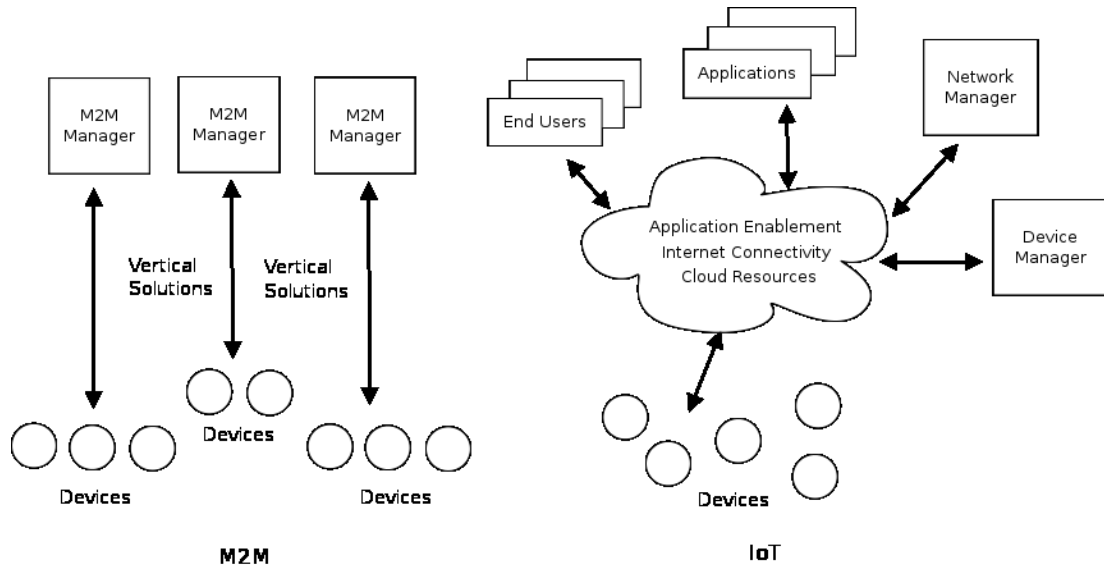 M2M
Manager
M2M
Manager
M2M
Manager
Vertical
Solutions
Vertical
Solutions
Devices
Devices
Devices
M2M
End Users
Applications
Network
Manager
Application Enablement
Internet Connectivity
Cloud Resources
Device
Manager
Devices
IoT